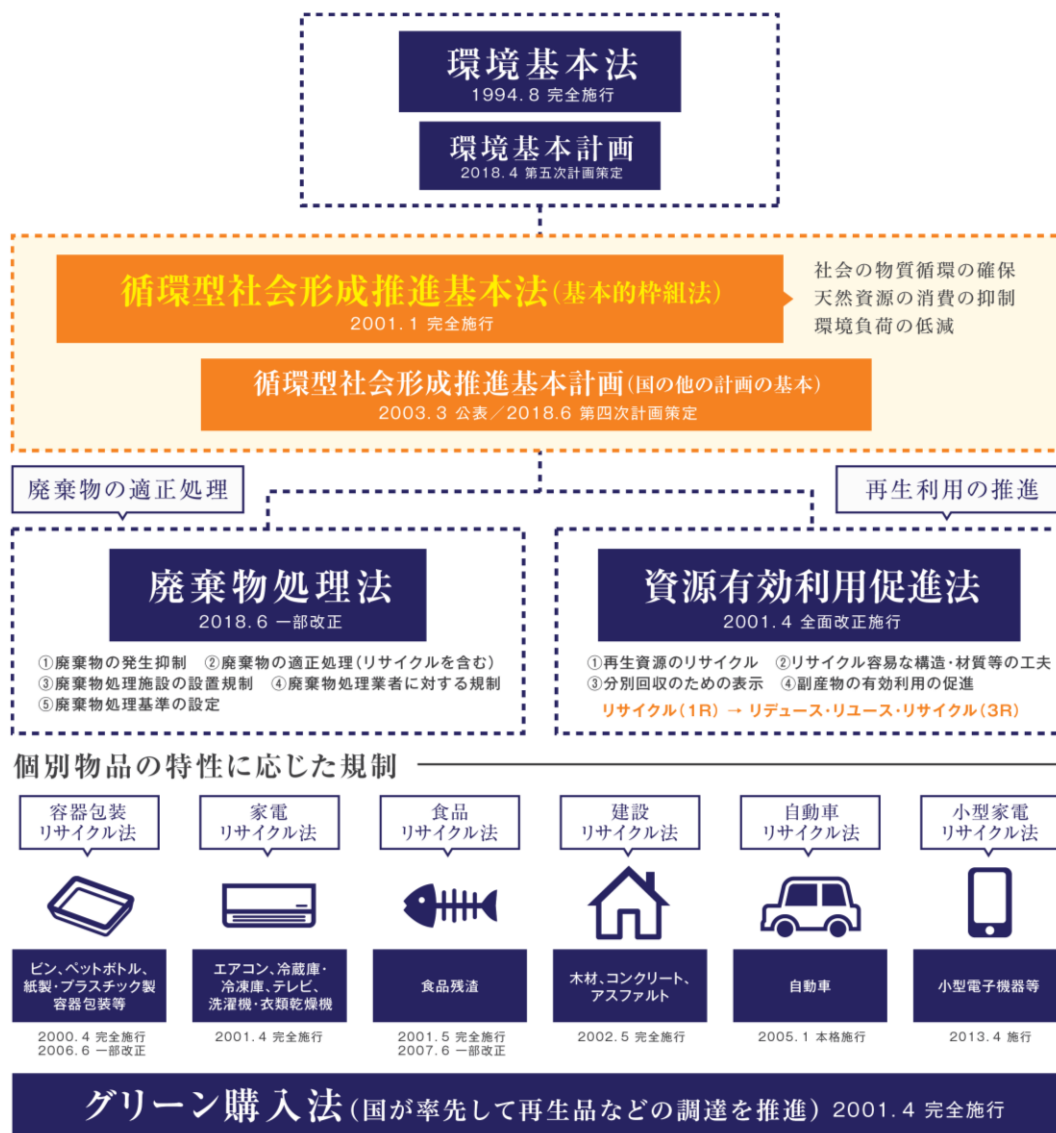 環境基本法
1994.8 完全施行
環境基本計画
2018.4 第五次計画策定
循環型社会形成推進基本法(基本的枠組法)
2001.1 完全施行
社会の物質循環の確保
天然資源の消費の抑制
環境負荷の低減
循環型社会形成推進基本計画(国の他の計画の基本)
2003.3 公表／2018.6 第四次計画策定
廃棄物の適正処理
廃棄物処理法
2018.6 一部改正
①廃棄物の発生抑制 ②廃棄物の適正処理(リサイクルを含む)
③廃棄物処理施設の設置規制 ④廃棄物処理業者に対する規制
⑤廃棄物処理基準の設定
再生利用の推進
資源有効利用促進法
2001.4 全面改正施行
①再生資源のリサイクル ②リサイクル容易な構造・材質等の工夫
③分別回収のための表示 ④副産物の有効利用の促進
リサイクル(1R) → リデュース・リユース・リサイクル(3R)
個別物品の特性に応じた規制
容器包装
リサイクル法
ビン、ペットボトル、
紙製・プラスチック製
容器包装等
2000.4 完全施行
2006.6 一部改正
家電
リサイクル法
エアコン、冷蔵庫・
冷凍庫、テレビ、
洗濯機・衣類乾燥機
2001.4 完全施行
食品
リサイクル法
食品残渣
2001.5 完全施行
2007.6 一部改正
建設
リサイクル法
木材、コンクリート、
アスファルト
2002.5 完全施行
自動車
リサイクル法
自動車
2005.1 本格施行
小型家電
リサイクル法
小型電子機器等
2013.4 施行
グリーン購入法(国が率先して再生品などの調達を推進) 2001.4 完全施行